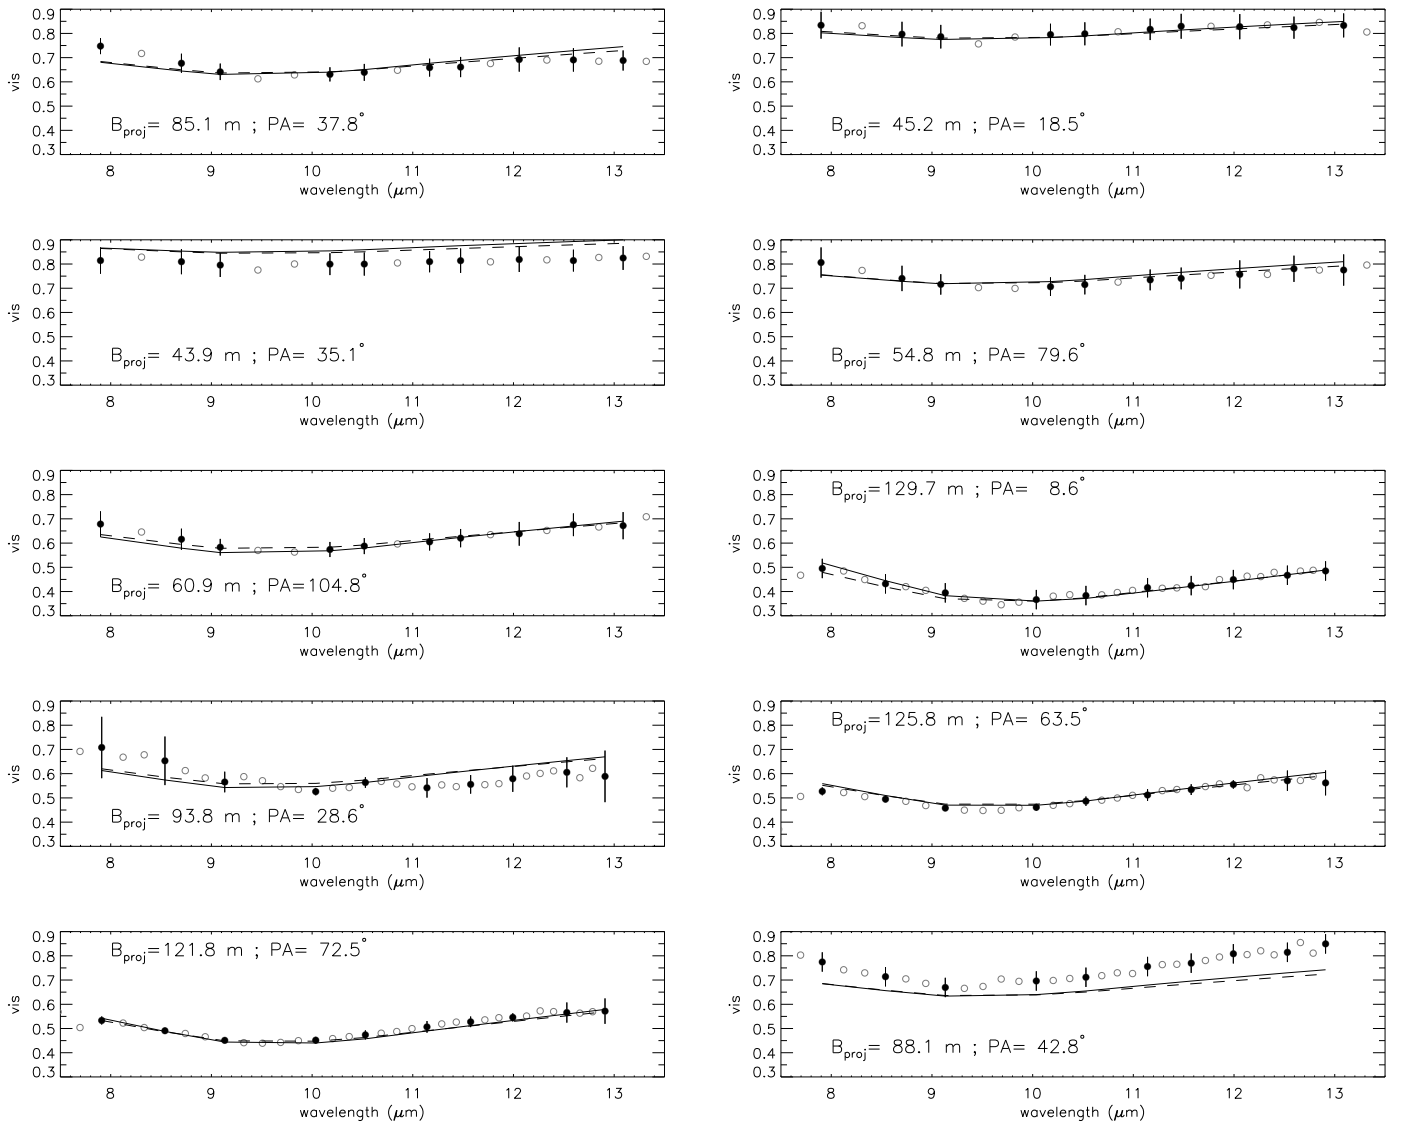 0.9
0.8
0.7
0.6
0.5
0.4
0.3
vis
B_proj= 85.1 m ; PA= 37.8°
8 9 10 11 12 13
wavelength (μm)
0.9
0.8
0.7
0.6
0.5
0.4
0.3
vis
B_proj= 45.2 m ; PA= 18.5°
8 9 10 11 12 13
wavelength (μm)
0.9
0.8
0.7
0.6
0.5
0.4
0.3
vis
B_proj= 43.9 m ; PA= 35.1°
8 9 10 11 12 13
wavelength (μm)
0.9
0.8
0.7
0.6
0.5
0.4
0.3
vis
B_proj= 54.8 m ; PA= 79.6°
8 9 10 11 12 13
wavelength (μm)
0.9
0.8
0.7
0.6
0.5
0.4
0.3
vis
B_proj= 60.9 m ; PA=104.8°
8 9 10 11 12 13
wavelength (μm)
0.9
0.8
0.7
0.6
0.5
0.4
0.3
vis
B_proj=129.7 m ; PA= 8.6°
8 9 10 11 12 13
wavelength (μm)
0.9
0.8
0.7
0.6
0.5
0.4
0.3
vis
B_proj= 93.8 m ; PA= 28.6°
8 9 10 11 12 13
wavelength (μm)
0.9
0.8
0.7
0.6
0.5
0.4
0.3
vis
B_proj=125.8 m ; PA= 63.5°
8 9 10 11 12 13
wavelength (μm)
0.9
0.8
0.7
0.6
0.5
0.4
0.3
vis
B_proj=121.8 m ; PA= 72.5°
8 9 10 11 12 13
wavelength (μm)
0.9
0.8
0.7
0.6
0.5
0.4
0.3
vis
B_proj= 88.1 m ; PA= 42.8°
8 9 10 11 12 13
wavelength (μm)